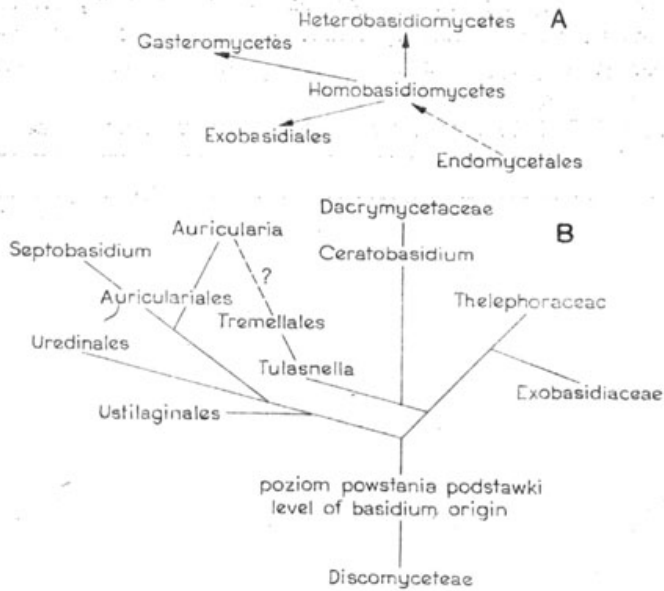 Heterobasidiomycetes
A
Gasteromycetes
Homobasidiomycetes
Exobasidiales
Endomycetales
Dacrymycetaceae
B
Auricularia
Septobasidium
Ceratobasidium
?
Auriculariales
Thelephoraceae
Tremellales
Uredinales
Tulasnella
Exobasidiaceae
Ustilaginales
poziom powstania podstawki
level of basidium origin
Discomyceteae